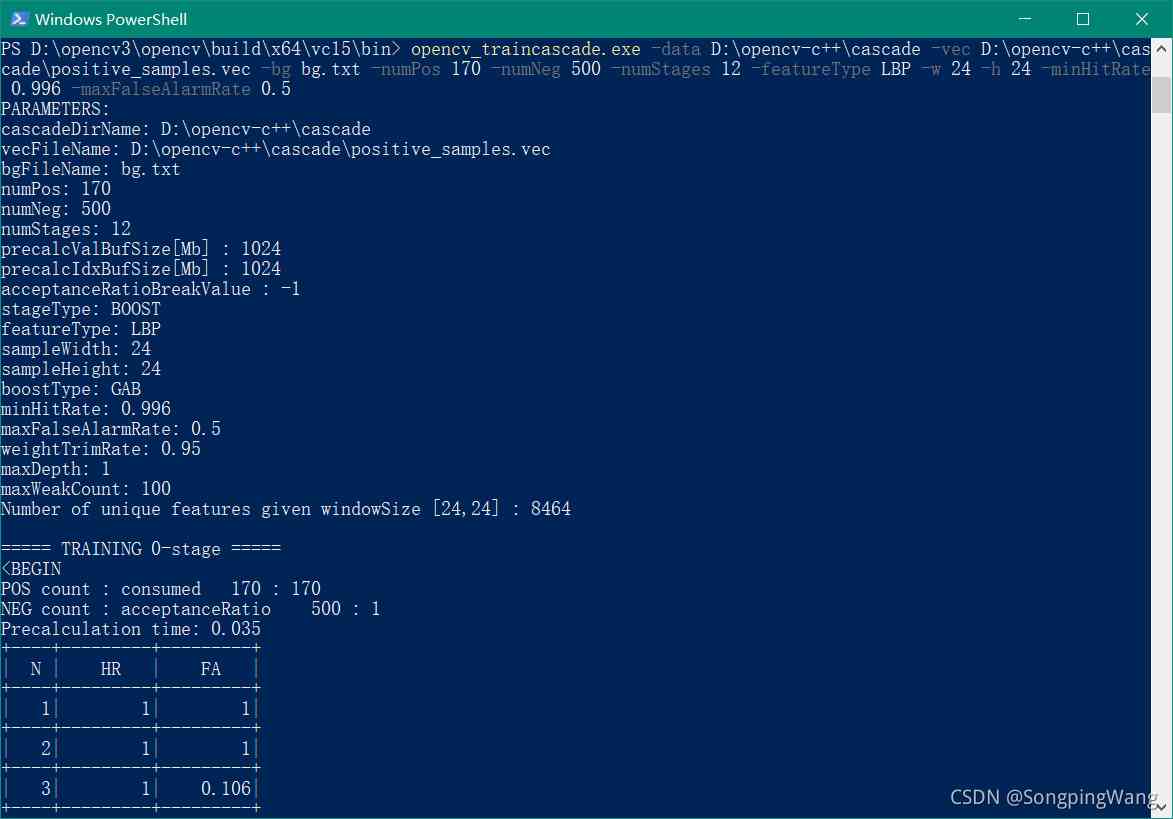 Windows PowerShell
PS D:\opencv3\opencv\build\x64\vc15\bin> opencv_traincascade.exe -data D:\opencv-c++\cascade -vec D:\opencv-c++\cas
cade\positive_samples.vec -bg bg.txt -numPos 170 -numNeg 500 -numStages 12 -featureType LBP -w 24 -h 24 -minHitRate
0.996 -maxFalseAlarmRate 0.5
PARAMETERS:
cascadeDirName: D:\opencv-c++\cascade
vecFileName: D:\opencv-c++\cascade\positive_samples.vec
bgFileName: bg.txt
numPos: 170
numNeg: 500
numStages: 12
precalcValBufSize[Mb] : 1024
precalcIdxBufSize[Mb] : 1024
acceptanceRatioBreakValue : -1
stageType: BOOST
featureType: LBP
sampleWidth: 24
sampleHeight: 24
boostType: GAB
minHitRate: 0.996
maxFalseAlarmRate: 0.5
weightTrimRate: 0.95
maxDepth: 1
maxWeakCount: 100
Number of unique features given windowSize [24,24] : 8464
===== TRAINING 0-stage =====
<BEGIN
POS count : consumed   170 : 170
NEG count : acceptanceRatio    500 : 1
Precalculation time: 0.035
+----+---------+---------+
|  N |    HR   |    FA   |
+----+---------+---------+
|   1|        1|        1|
+----+---------+---------+
|   2|        1|        1|
+----+---------+---------+
|   3|        1|    0.106|
+----+---------+---------+
CSDN @SongpingWang